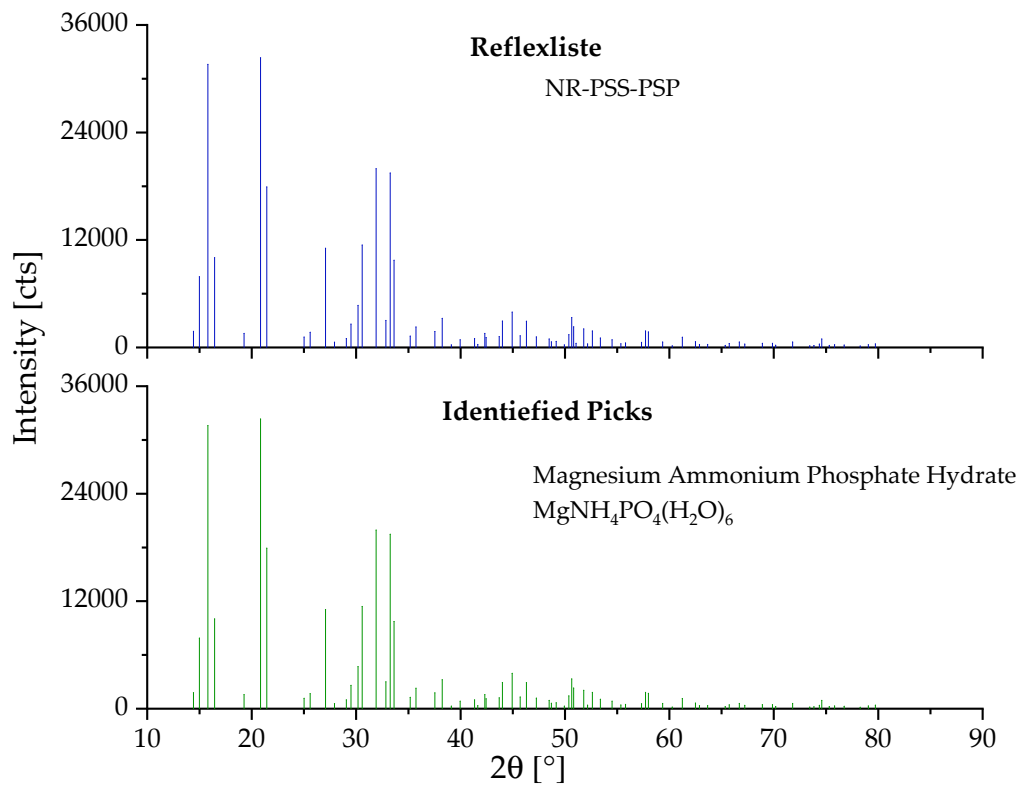 36000
Reflexliste
NR-PSS-PSP
24000
12000
0
Intensity [cts]
36000
Identiefied Picks
Magnesium Ammonium Phosphate Hydrate
MgNH₄PO₄(H₂O)₆
24000
12000
0
10 20 30 40 50 60 70 80 90
2θ [°]